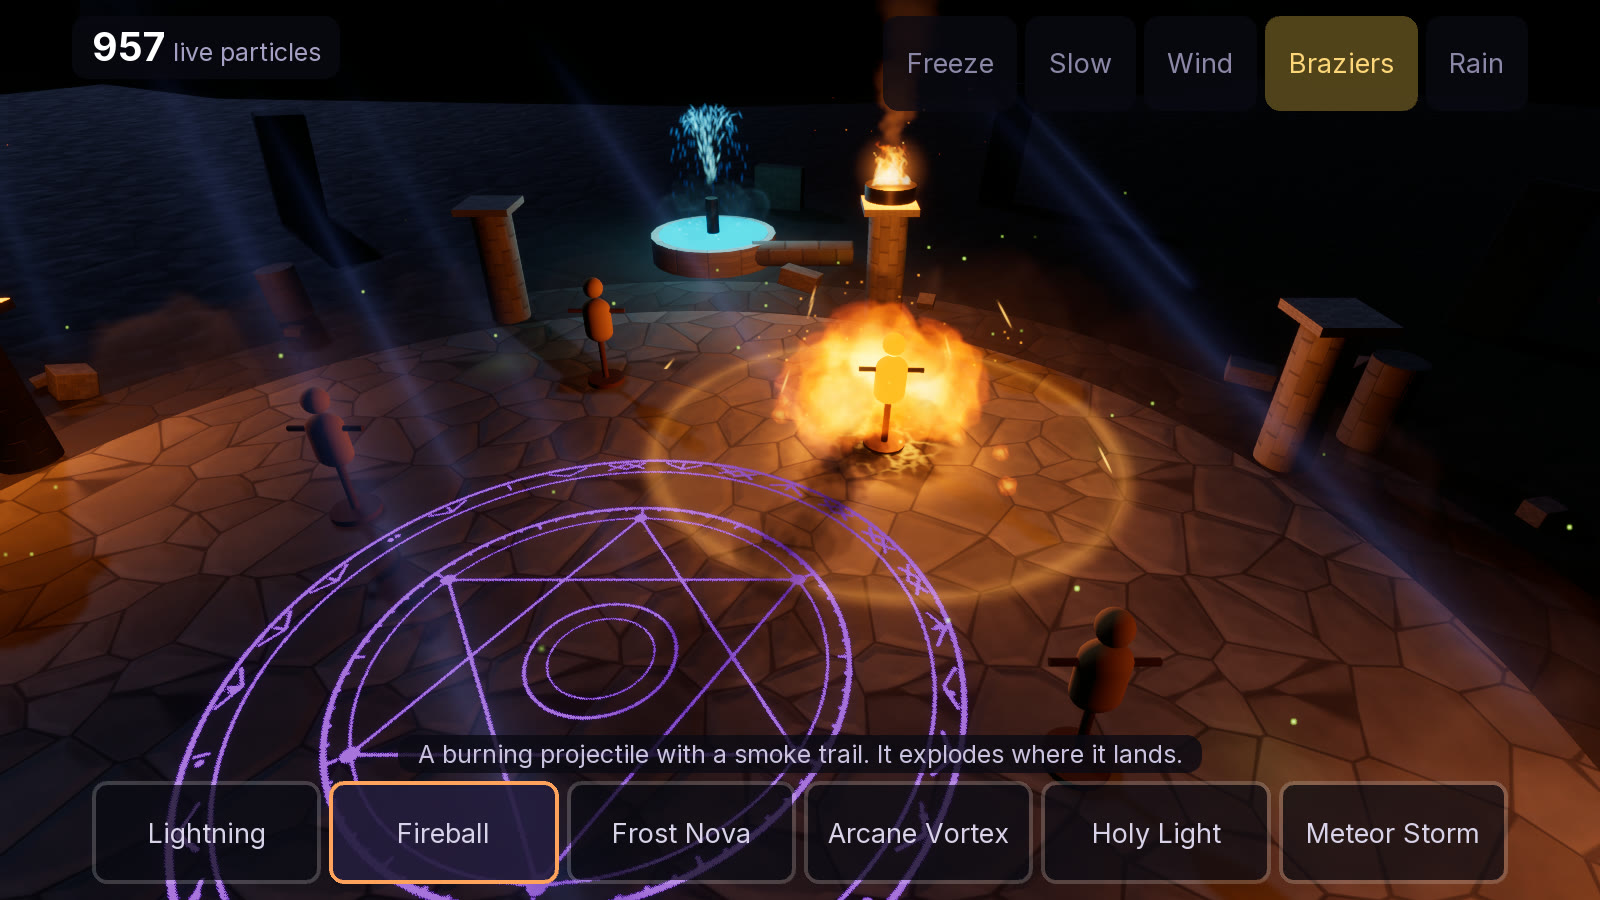 957 live particles
Freeze
Slow
Wind
Braziers
Rain
A burning projectile with a smoke trail. It explodes where it lands.
Lightning
Fireball
Frost Nova
Arcane Vortex
Holy Light
Meteor Storm